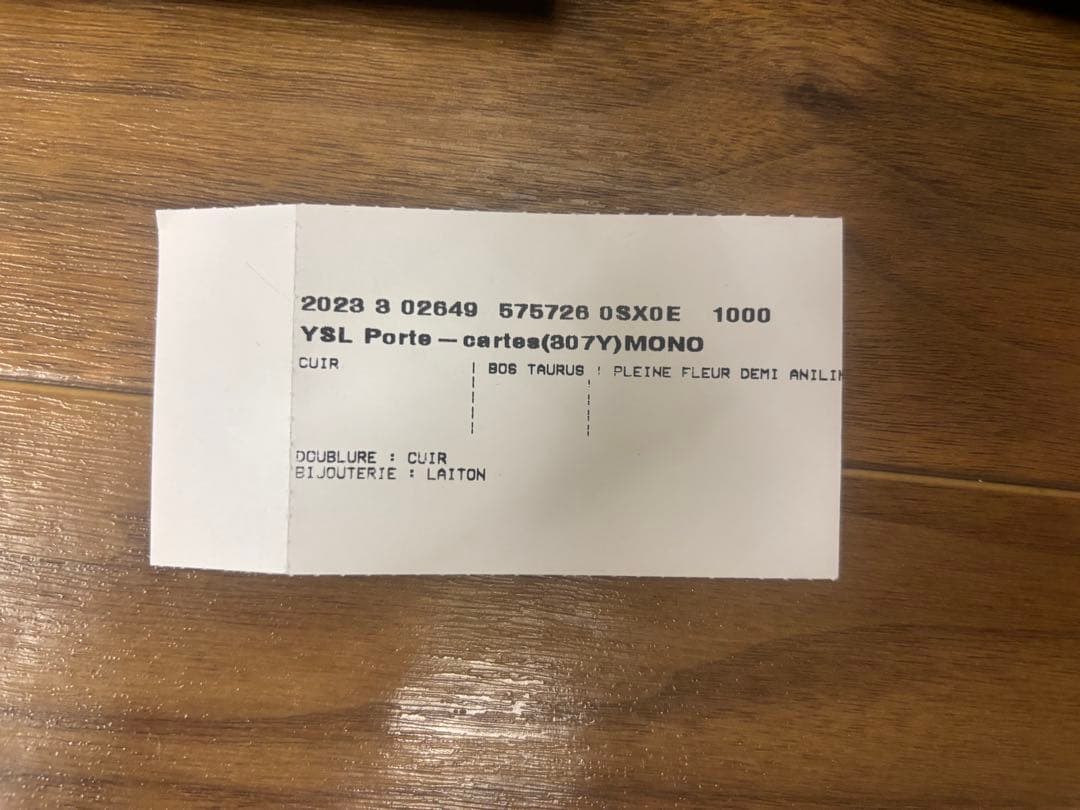 2023 3 02649 575726 0SX0E 1000
YSL Porte-cartes(307Y)MONO
CUIR ¦ BOS TAURUS ! PLEINE FLEUR DEMI ANILIN
DOUBLURE : CUIR
BIJOUTERIE : LAITON